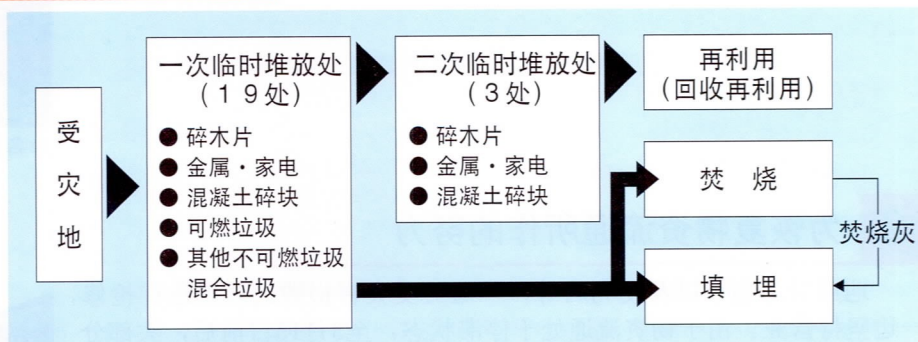 受
灾
地
一次临时堆放处
（１９处）
● 碎木片
● 金属・家电
● 混凝土碎块
● 可燃垃圾
● 其他不可燃垃圾
混合垃圾
二次临时堆放处
（3处）
● 碎木片
● 金属・家电
● 混凝土碎块
再利用
（回收再利用）
焚 烧
焚烧灰
填 埋